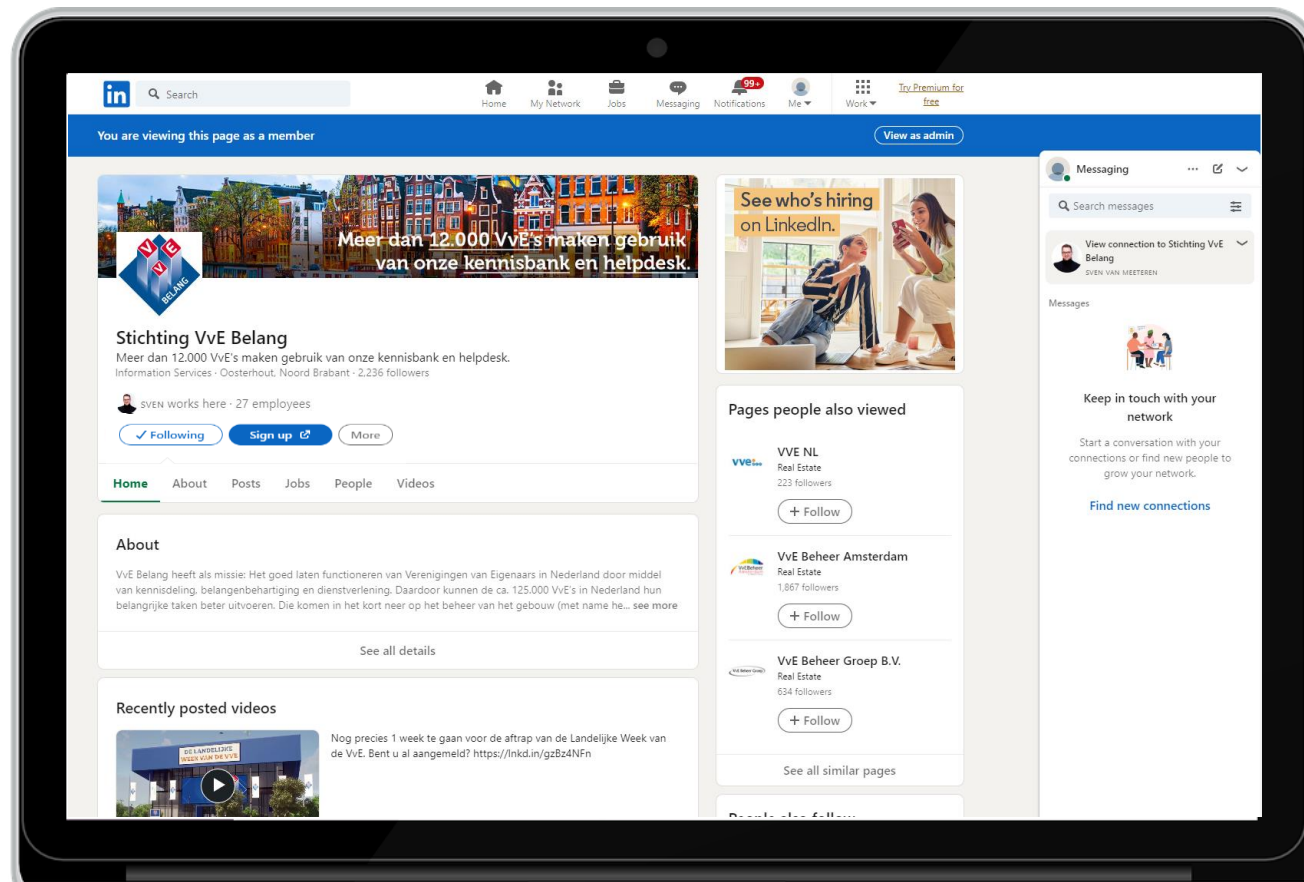 in
Search
Home
My Network
Jobs
Messaging
99+
Notifications
Me
Work
Try Premium for
free
You are viewing this page as a member
View as admin
Meer dan 12.000 VvE's maken gebruik
van onze kennisbank en helpdesk.
VVE
BELANG
Stichting VvE Belang
Meer dan 12.000 VvE's maken gebruik van onze kennisbank en helpdesk.
Information Services · Oosterhout, Noord Brabant · 2,236 followers
SVEN works here · 27 employees
Following
Sign up
More
Home
About
Posts
Jobs
People
Videos
About
VvE Belang heeft als missie: Het goed laten functioneren van Verenigingen van Eigenaars in Nederland door middel
van kennisdeling, belangenbehartiging en dienstverlening. Daardoor kunnen de ca. 125.000 VvE's in Nederland hun
belangrijke taken beter uitvoeren. Die komen in het kort neer op het beheer van het gebouw (met name he... see more
See all details
Recently posted videos
DE LANDELIJKE
WEEK VAN DE VVE
Nog precies 1 week te gaan voor de aftrap van de Landelijke Week van
de VvE. Bent u al aangemeld? https://lnkd.in/gzBz4NFn
See who's hiring
on LinkedIn.
Pages people also viewed
vve
VVE NL
Real Estate
223 followers
+ Follow
VvE Beheer Amsterdam
Real Estate
1,867 followers
+ Follow
VvE Beheer Groep B.V.
Real Estate
634 followers
+ Follow
See all similar pages
People also follow
Messaging
Search messages
View connection to Stichting VvE
Belang
SVEN VAN MEETEREN
Messages
Keep in touch with your
network
Start a conversation with your
connections or find new people to
grow your network.
Find new connections